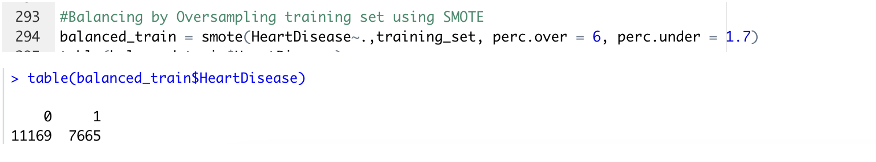 293 #Balancing by Oversampling training set using SMOTE
294 balanced_train = smote(HeartDisease~.,training_set, perc.over = 6, perc.under = 1.7)
> table(balanced_train$HeartDisease)
0 1
11169 7665